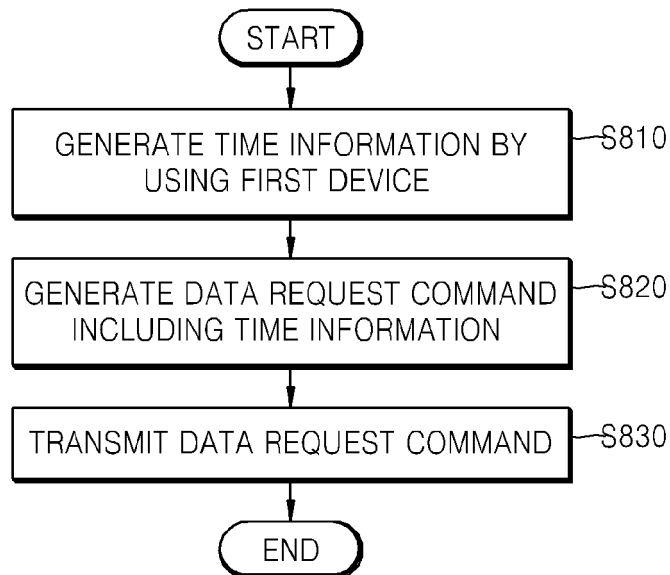 START
GENERATE TIME INFORMATION BY
USING FIRST DEVICE
S810
GENERATE DATA REQUEST COMMAND
INCLUDING TIME INFORMATION
S820
TRANSMIT DATA REQUEST COMMAND
S830
END